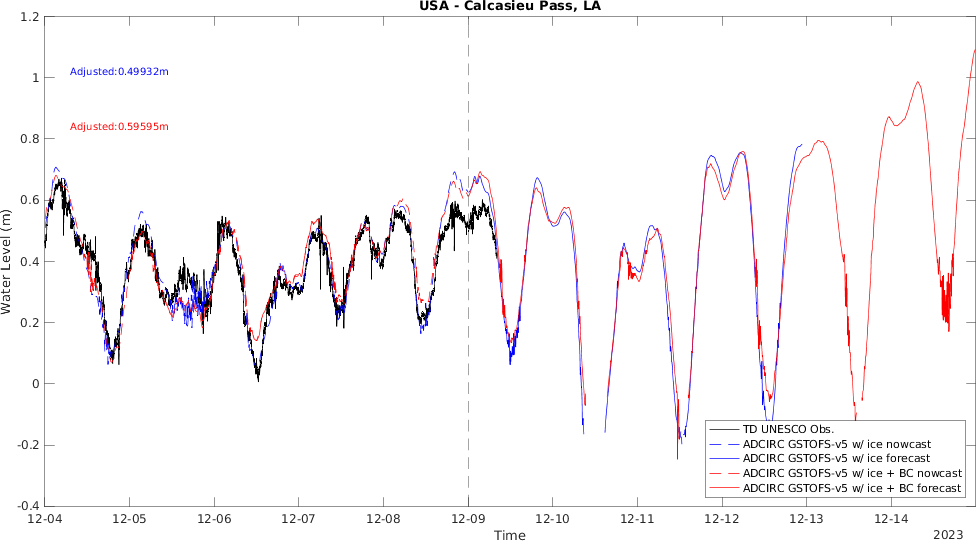 USA - Calcasieu Pass, LA
1.2
1
0.8
0.6
0.4
0.2
0
-0.2
-0.4
Water Level (m)
Adjusted:0.49932m
Adjusted:0.59595m
TD UNESCO Obs.
ADCIRC GSTOFS-v5 w/ ice nowcast
ADCIRC GSTOFS-v5 w/ ice forecast
ADCIRC GSTOFS-v5 w/ ice + BC nowcast
ADCIRC GSTOFS-v5 w/ ice + BC forecast
12-04 12-05 12-06 12-07 12-08 12-09 12-10 12-11 12-12 12-13 12-14
Time
2023